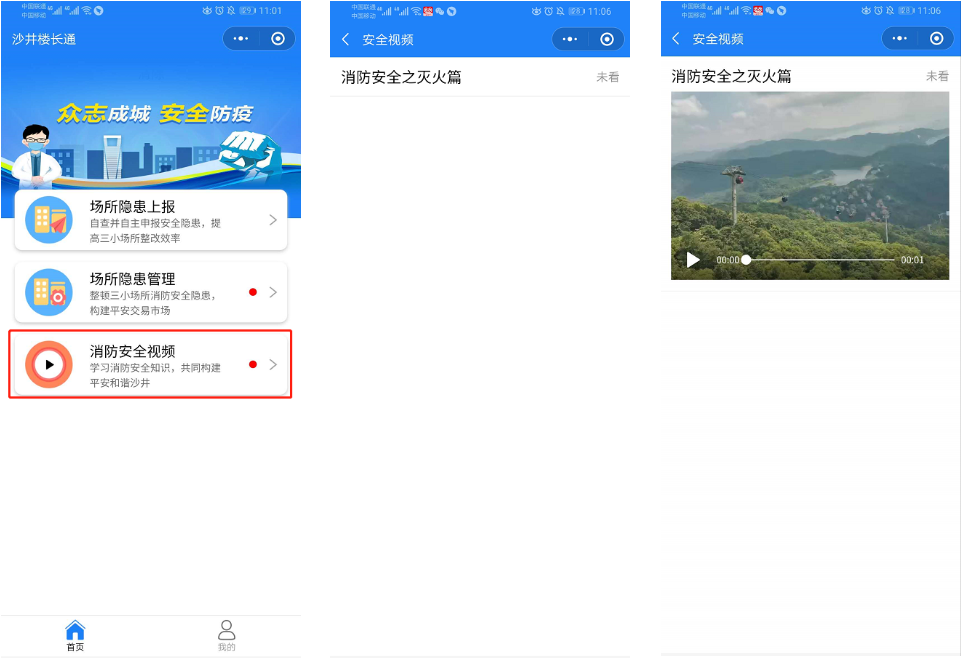 中国联通
中国移动
11:01
沙井楼长通
众志成城 安全防疫
场所隐患上报
自查并自主申报安全隐患，提
高三小场所整改效率
场所隐患管理
整顿三小场所消防安全隐患，
构建平安交易市场
消防安全视频
学习消防安全知识，共同构建
平安和谐沙井
首页
我的
中国联通
中国移动
11:06
安全视频
消防安全之灭火篇
未看
中国联通
中国移动
11:06
安全视频
消防安全之灭火篇
未看
00:00
00:01